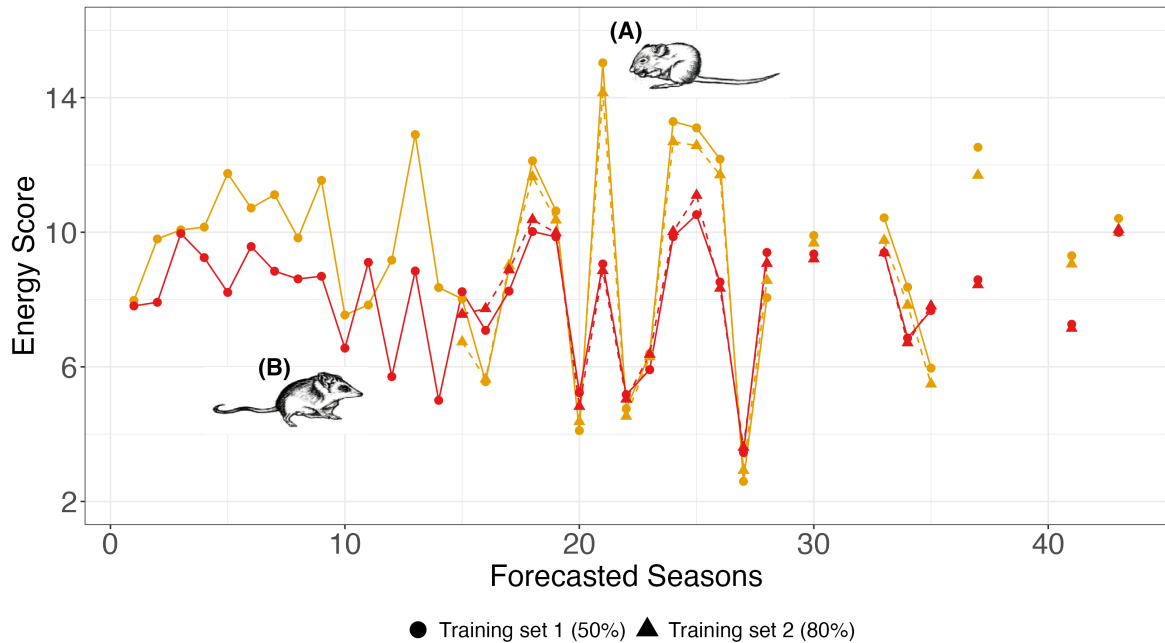 (A)
14
10
Energy Score
(B)
6
2
0 10 20 30 40
Forecasted Seasons
Training set 1 (50%) Training set 2 (80%)